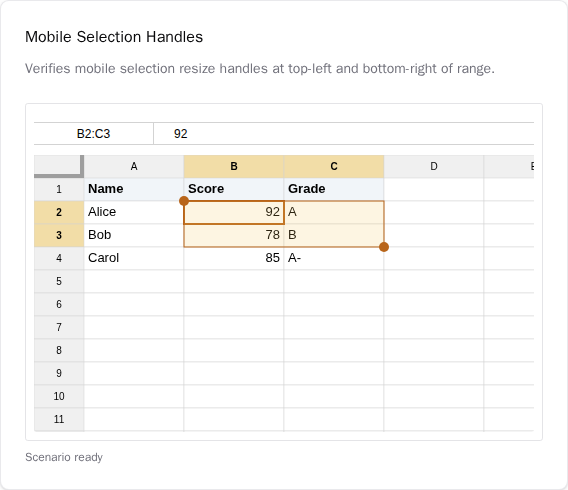 Mobile Selection Handles
Verifies mobile selection resize handles at top-left and bottom-right of range.
B2:C3 92
A B C D E
1 Name Score Grade
2 Alice 92 A
3 Bob 78 B
4 Carol 85 A-
5
6
7
8
9
10
11
Scenario ready